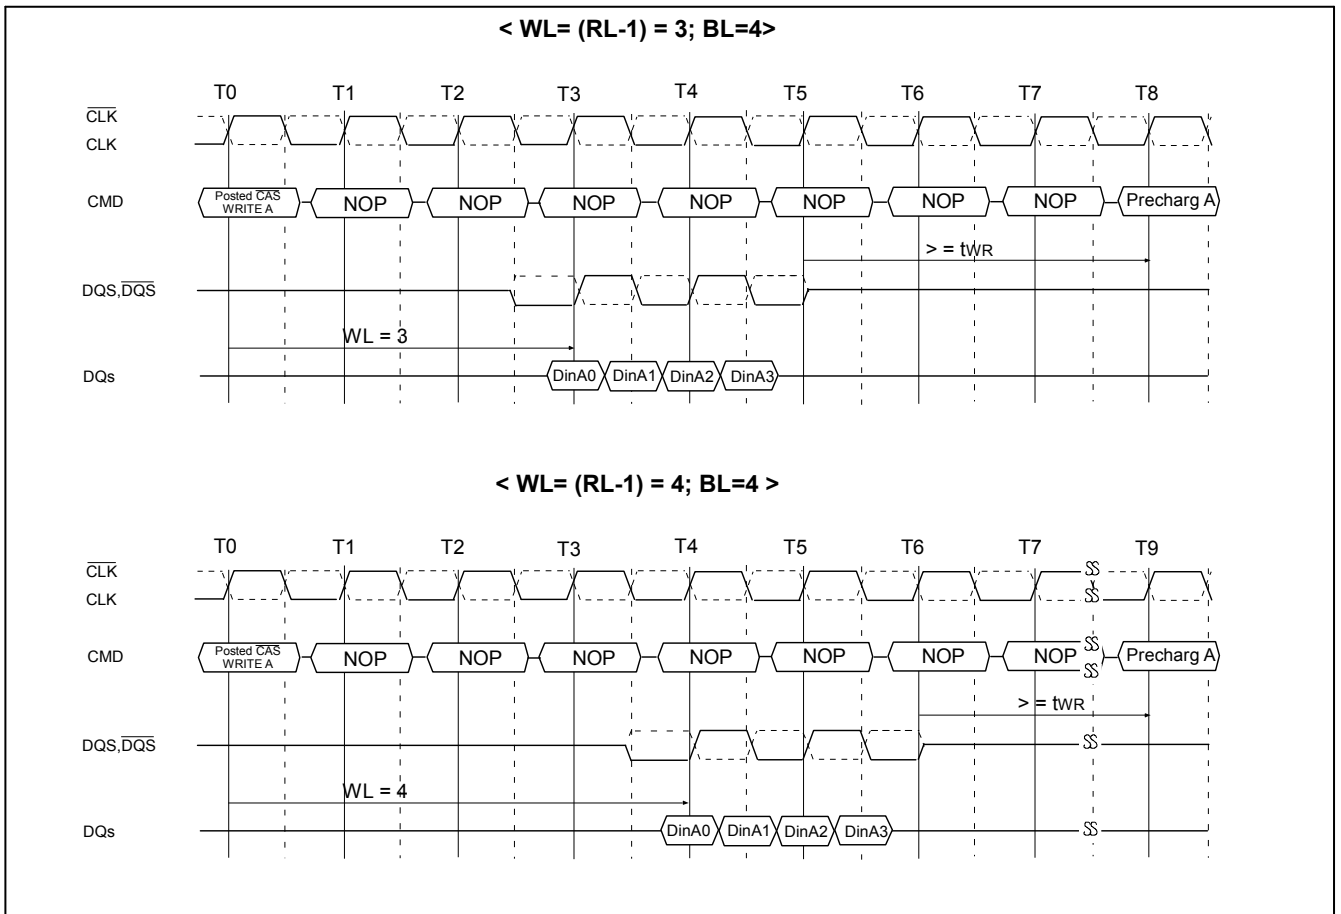 < WL= (RL-1) = 3; BL=4>
T0 T1 T2 T3 T4 T5 T6 T7 T8
CLK
CLK
CMD
Posted CAS
WRITE A
NOP NOP NOP NOP NOP NOP NOP Precharg A
> = tWR
DQS,DQS
WL = 3
DQs
DinA0 DinA1 DinA2 DinA3
< WL= (RL-1) = 4; BL=4 >
T0 T1 T2 T3 T4 T5 T6 T7 T9
CLK
CLK
CMD
Posted CAS
WRITE A
NOP NOP NOP NOP NOP NOP NOP Precharg A
> = tWR
DQS,DQS
WL = 4
DQs
DinA0 DinA1 DinA2 DinA3